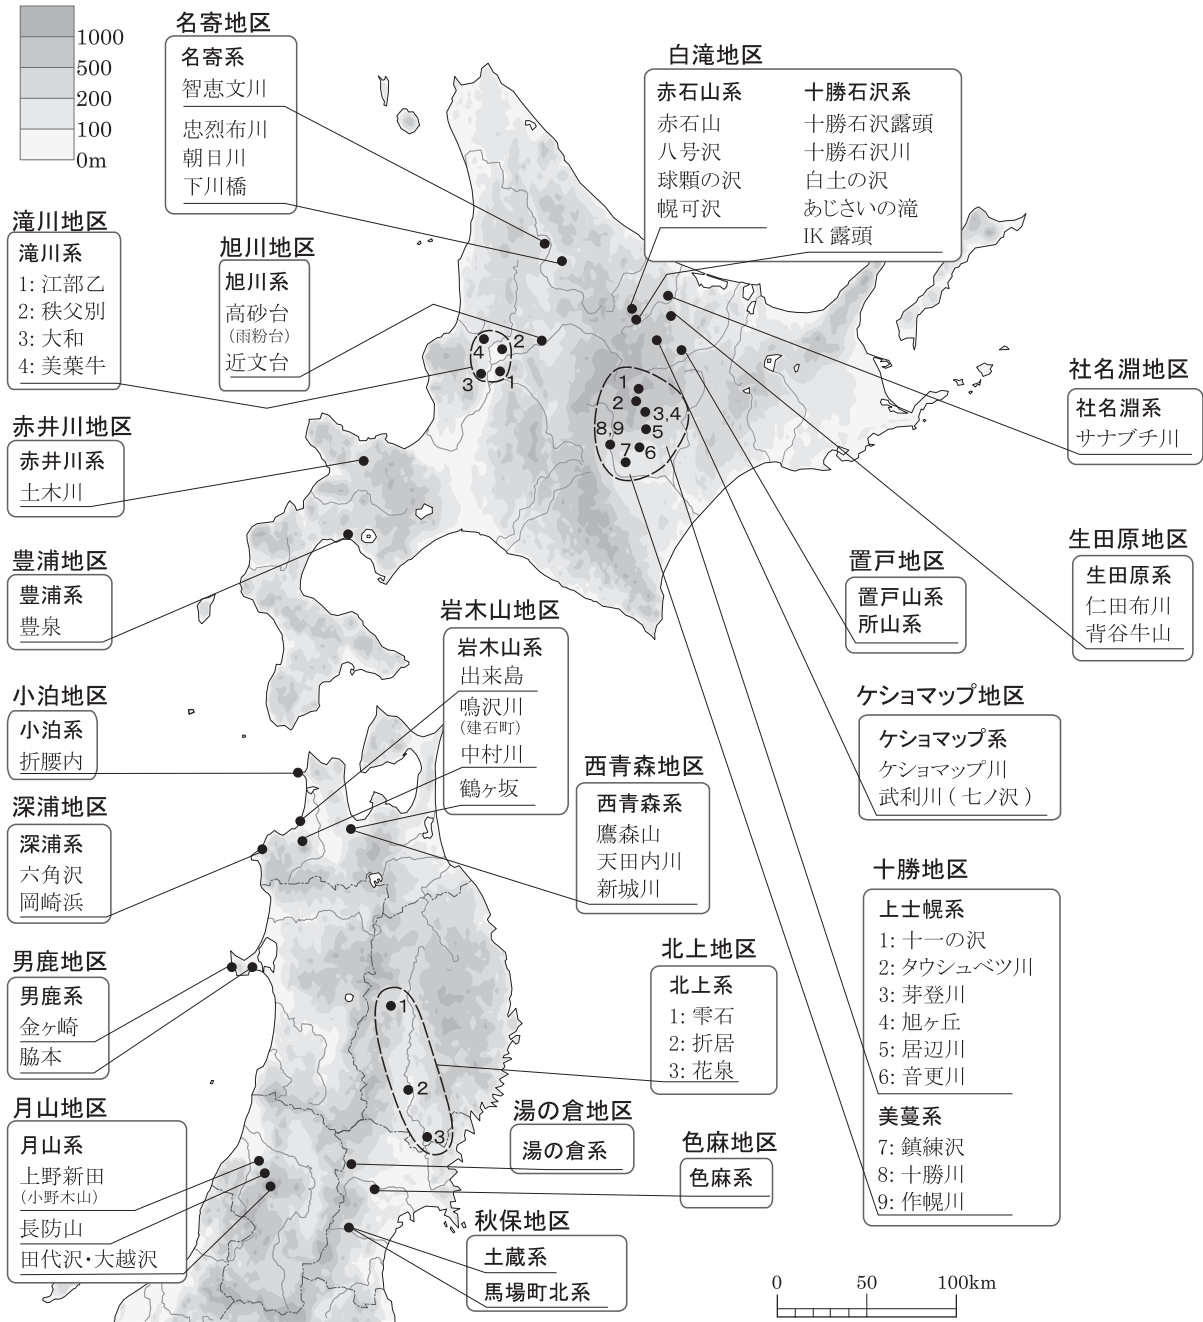 1000
500
200
100
0m
名寄地区
名寄系
智恵文川
忠烈布川
朝日川
下川橋
白滝地区
赤石山系
赤石山
八号沢
球顆の沢
幌加沢
十勝石沢系
十勝石沢露頭
十勝石沢川
白土の沢
あじさいの滝
IK 露頭
滝川地区
滝川系
1: 江部乙
2: 秩父別
3: 大和
4: 美葉牛
旭川地区
旭川系
高砂台
(雨粉台)
近文台
4
2
3
1
1
2
3,4
5
8,9
6
7
社名淵地区
社名淵系
サナブチ川
赤井川地区
赤井川系
土木川
生田原地区
生田原系
仁田布川
背谷牛山
豊浦地区
豊浦系
豊泉
置戸地区
置戸山系
所山系
岩木山地区
岩木山系
出来島
鳴沢川
(建石町)
中村川
鶴ヶ坂
小泊地区
小泊系
折腰内
ケショマップ地区
ケショマップ系
ケショマップ川
武利川 ( 七ノ沢 )
西青森地区
西青森系
鷹森山
天田内川
新城川
深浦地区
深浦系
六角沢
岡崎浜
十勝地区
上士幌系
1: 十一の沢
2: タウシュベツ川
3: 芽登川
4: 旭ヶ丘
5: 居辺川
6: 音更川
美蔓系
7: 鎮練沢
8: 十勝川
9: 作幌川
男鹿地区
男鹿系
金ヶ崎
脇本
北上地区
北上系
1: 雫石
2: 折居
3: 花泉
1
2
3
月山地区
月山系
上野新田
(小野木山)
長防山
田代沢・大越沢
湯の倉地区
湯の倉系
色麻地区
色麻系
秋保地区
土蔵系
馬場町北系
0 50 100km